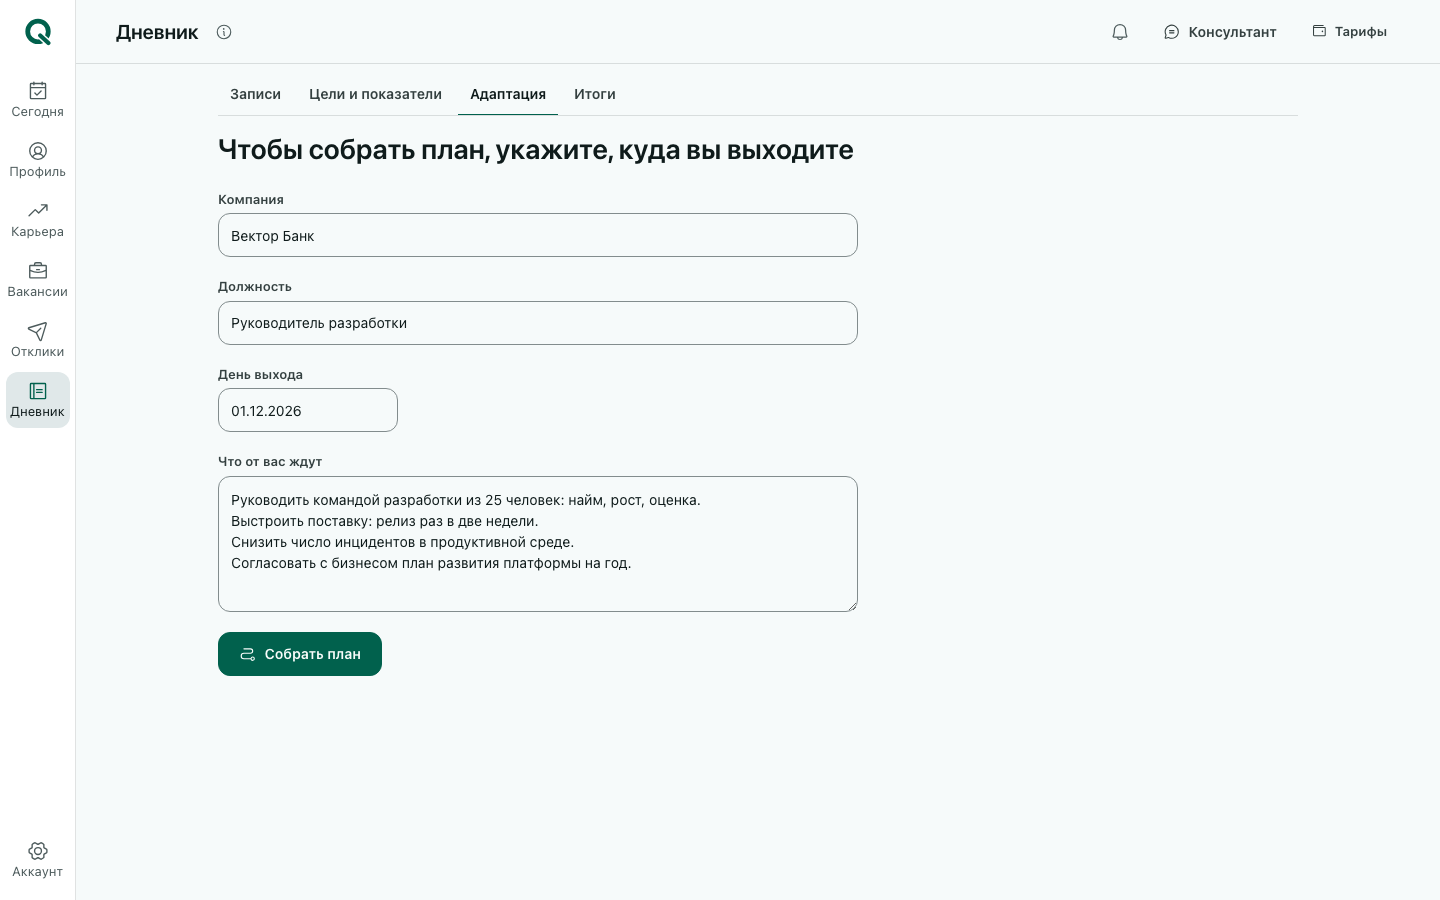 Дневник
Консультант
Тарифы
Сегодня
Профиль
Карьера
Вакансии
Отклики
Дневник
Аккаунт
Записи
Цели и показатели
Адаптация
Итоги
Чтобы собрать план, укажите, куда вы выходите
Компания
Вектор Банк
Должность
Руководитель разработки
День выхода
01.12.2026
Что от вас ждут
Руководить командой разработки из 25 человек: найм, рост, оценка.
Выстроить поставку: релиз раз в две недели.
Снизить число инцидентов в продуктивной среде.
Согласовать с бизнесом план развития платформы на год.
Собрать план